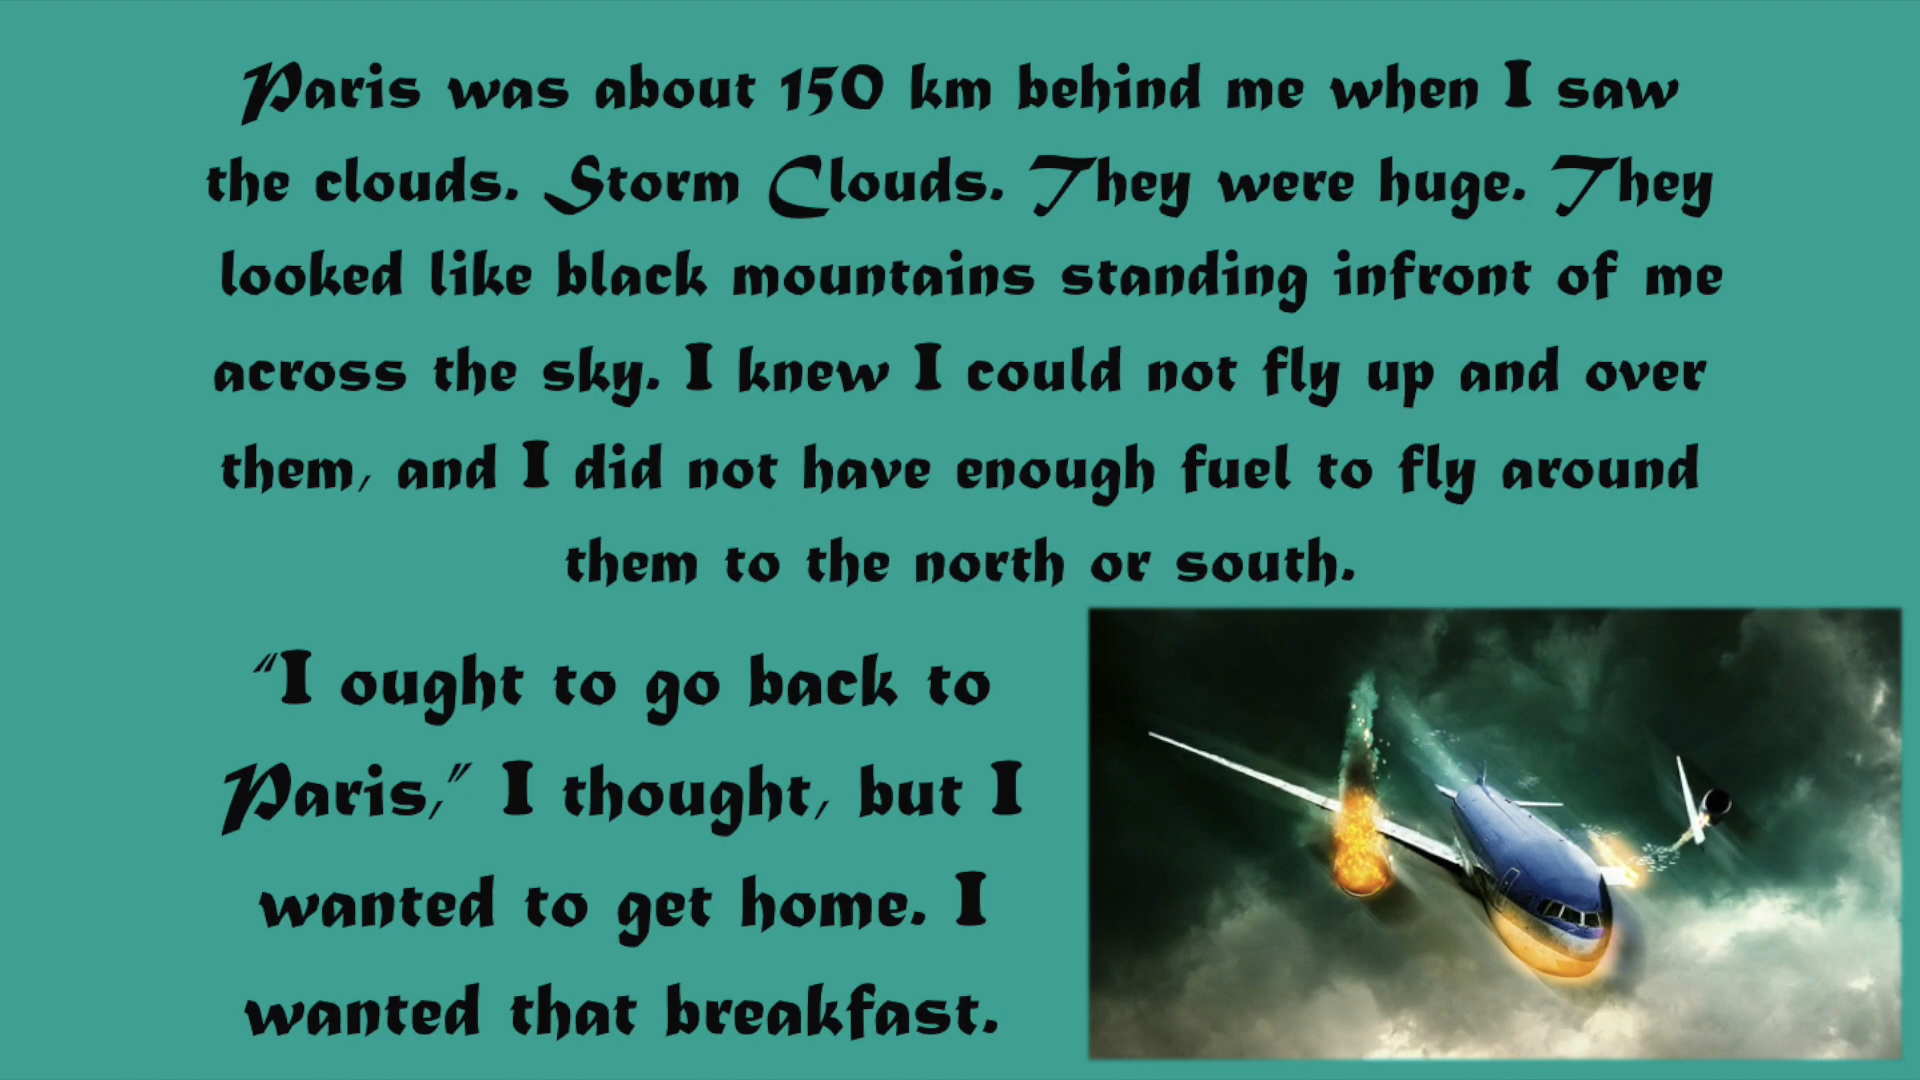 Paris was about 150 km behind me when I saw
the clouds. Storm Clouds. They were huge. They
looked like black mountains standing infront of me
across the sky. I knew I could not fly up and over
them, and I did not have enough fuel to fly around
them to the north or south.
"I ought to go back to
Paris," I thought, but I
wanted to get home. I
wanted that breakfast.